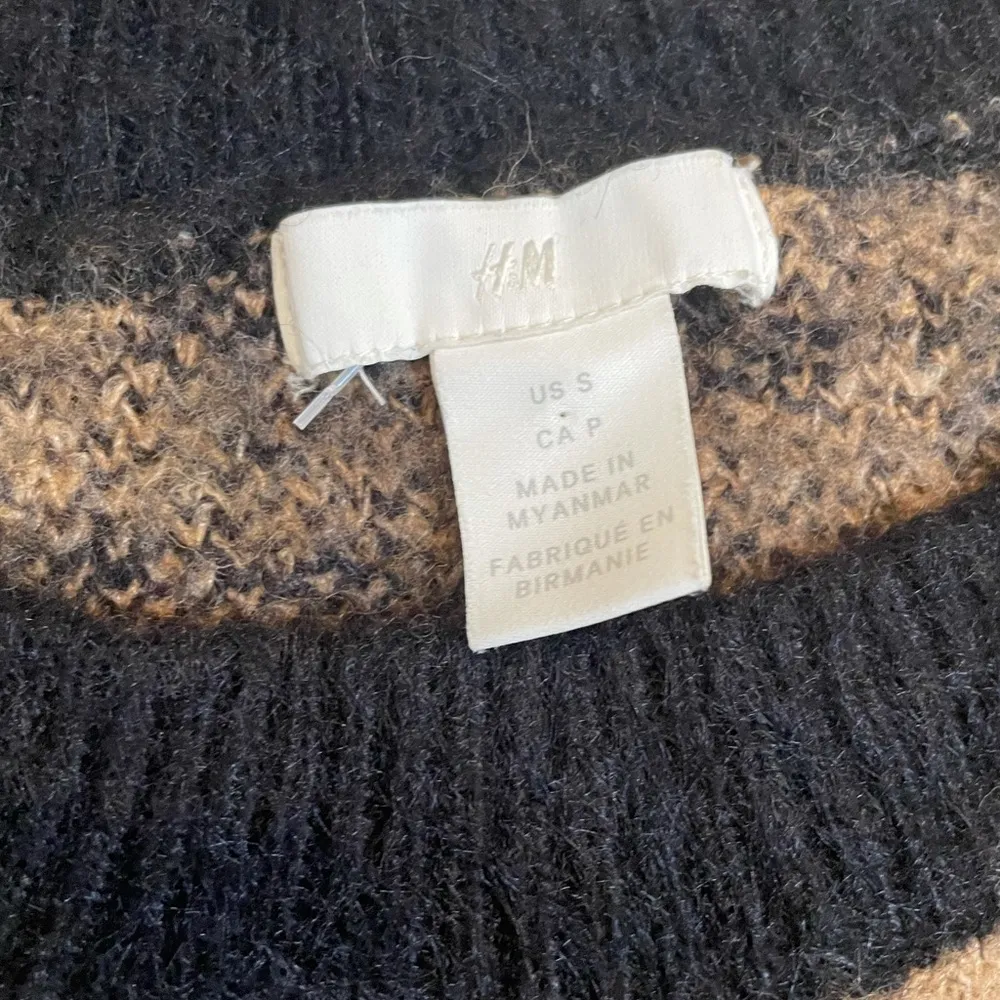 H&M
US S
CA P
MADE IN
MYANMAR
FABRIQUÉ EN
BIRMANIE